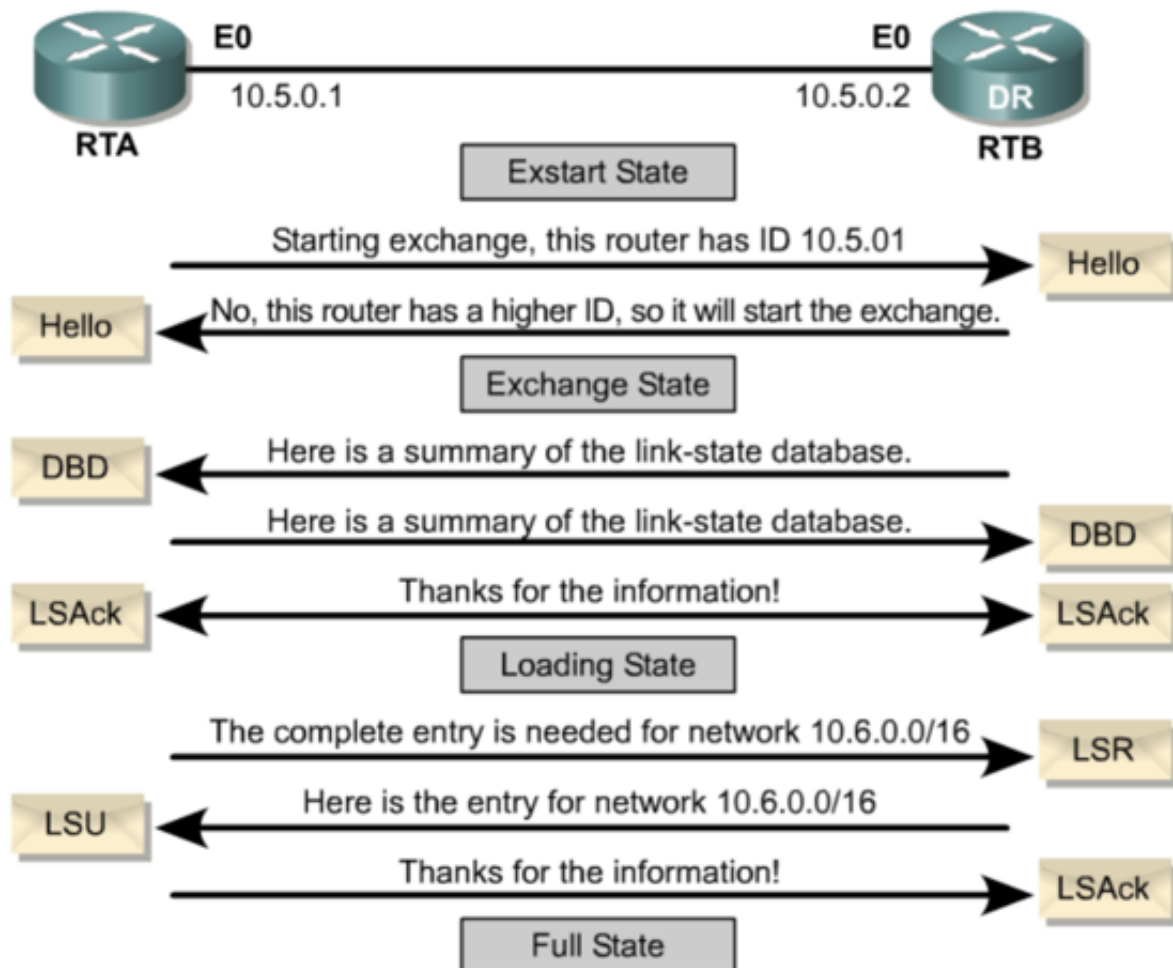 E0 E0
10.5.0.1 10.5.0.2 DR
RTA RTB
Exstart State
Starting exchange, this router has ID 10.5.01
Hello
No, this router has a higher ID, so it will start the exchange.
Hello
Exchange State
Here is a summary of the link-state database.
DBD
Here is a summary of the link-state database.
DBD
Thanks for the information!
LSAck LSAck
Loading State
The complete entry is needed for network 10.6.0.0/16
LSR
Here is the entry for network 10.6.0.0/16
LSU
Thanks for the information!
LSAck
Full State